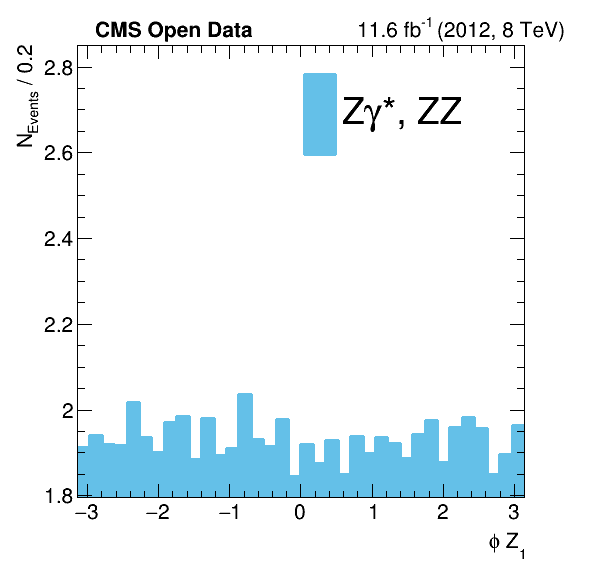 CMS Open Data 11.6 fb⁻¹ (2012, 8 TeV)
N_Events / 0.2
Zγ*, ZZ
2.8
2.6
2.4
2.2
2
1.8
−3 −2 −1 0 1 2 3
ϕ Z₁